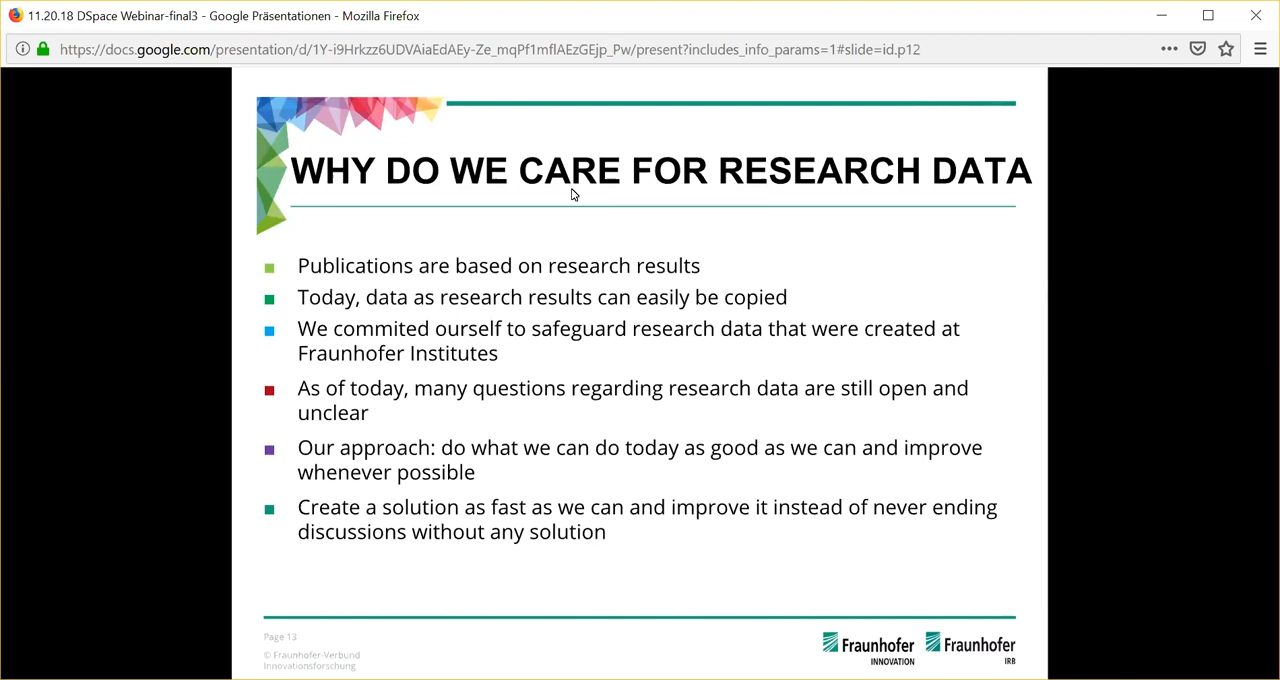 11.20.18 DSpace Webinar-final3 - Google Präsentationen - Mozilla Firefox
https://docs.google.com/presentation/d/1Y-i9Hrkzz6UDVAiaEdAEy-Ze_mqPf1mflAEzGEjp_Pw/present?includes_info_params=1#slide=id.p12
WHY DO WE CARE FOR RESEARCH DATA
Publications are based on research results
Today, data as research results can easily be copied
We commited ourself to safeguard research data that were created at
Fraunhofer Institutes
As of today, many questions regarding research data are still open and
unclear
Our approach: do what we can do today as good as we can and improve
whenever possible
Create a solution as fast as we can and improve it instead of never ending
discussions without any solution
Page 13
© Fraunhofer-Verbund
Innovationsforschung
Fraunhofer
INNOVATION
Fraunhofer
IRB